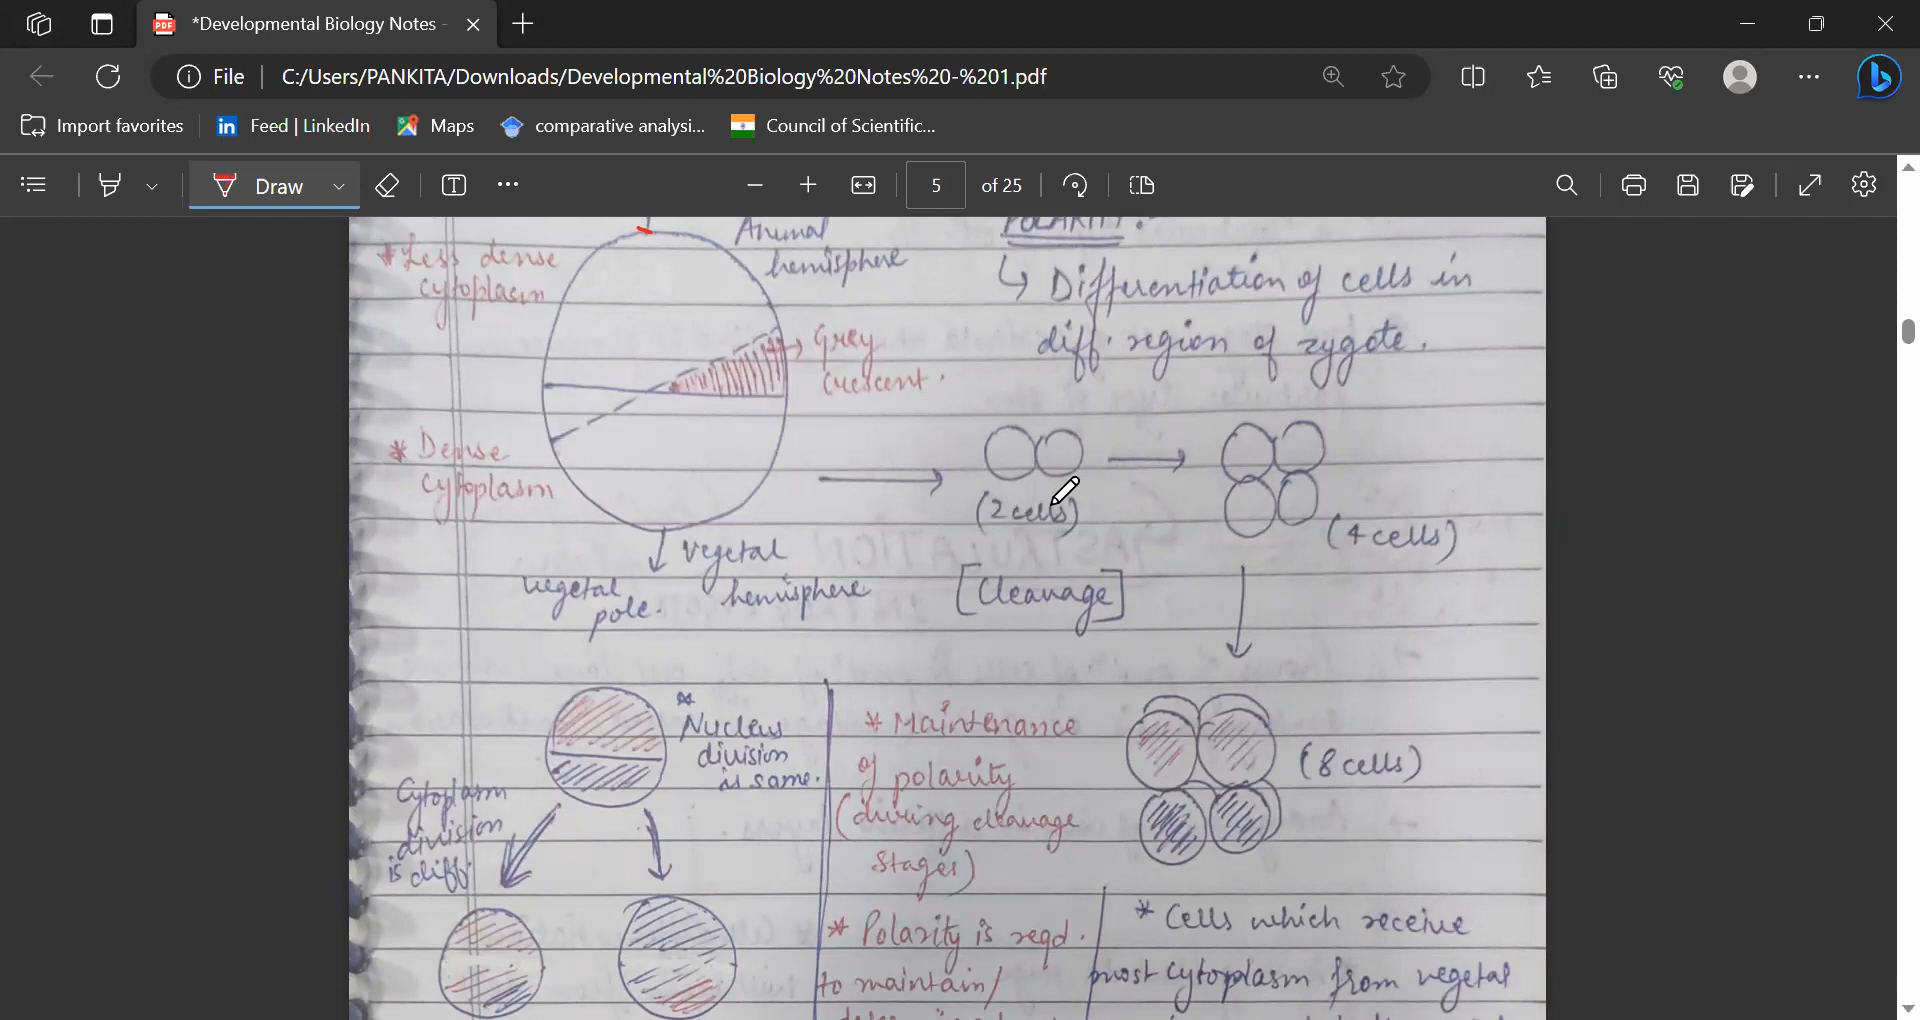 *Developmental Biology Notes -
File
C:/Users/PANKITA/Downloads/Developmental%20Biology%20Notes%20-%201.pdf
Import favorites
Feed | LinkedIn
Maps
comparative analysi...
Council of Scientific...
Draw
5
of 25
Animal
hemisphere
POLARITY :-
* Less dense
cytoplasm
↳ Differentiation of cells in
diff. region of zygote.
→ Grey
crescent.
* Dense
cytoplasm
(2 cells)
(4 cells)
vegetal
hemisphere
vegetal
pole.
[Cleavage]
* Nucleus
division
is same.
Cytoplasm
division
is diff.
* Maintenance
of polarity
(during cleavage
stages)
(8 cells)
* Polarity is reqd.
to maintain/
* Cells which receive
most cytoplasm from vegetal